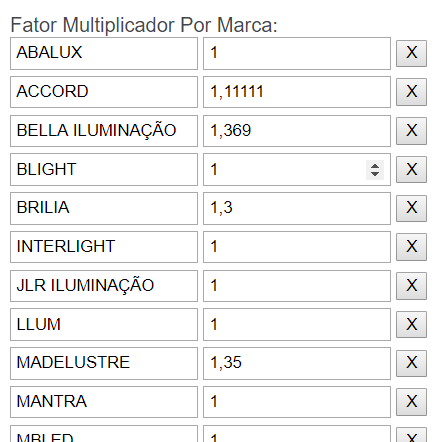 Fator Multiplicador Por Marca:
ABALUX 1 X
ACCORD 1,11111 X
BELLA ILUMINAÇÃO 1,369 X
BLIGHT 1 X
BRILIA 1,3 X
INTERLIGHT 1 X
JLR ILUMINAÇÃO 1 X
LLUM 1 X
MADELUSTRE 1,35 X
MANTRA 1 X
MBLED 1 X